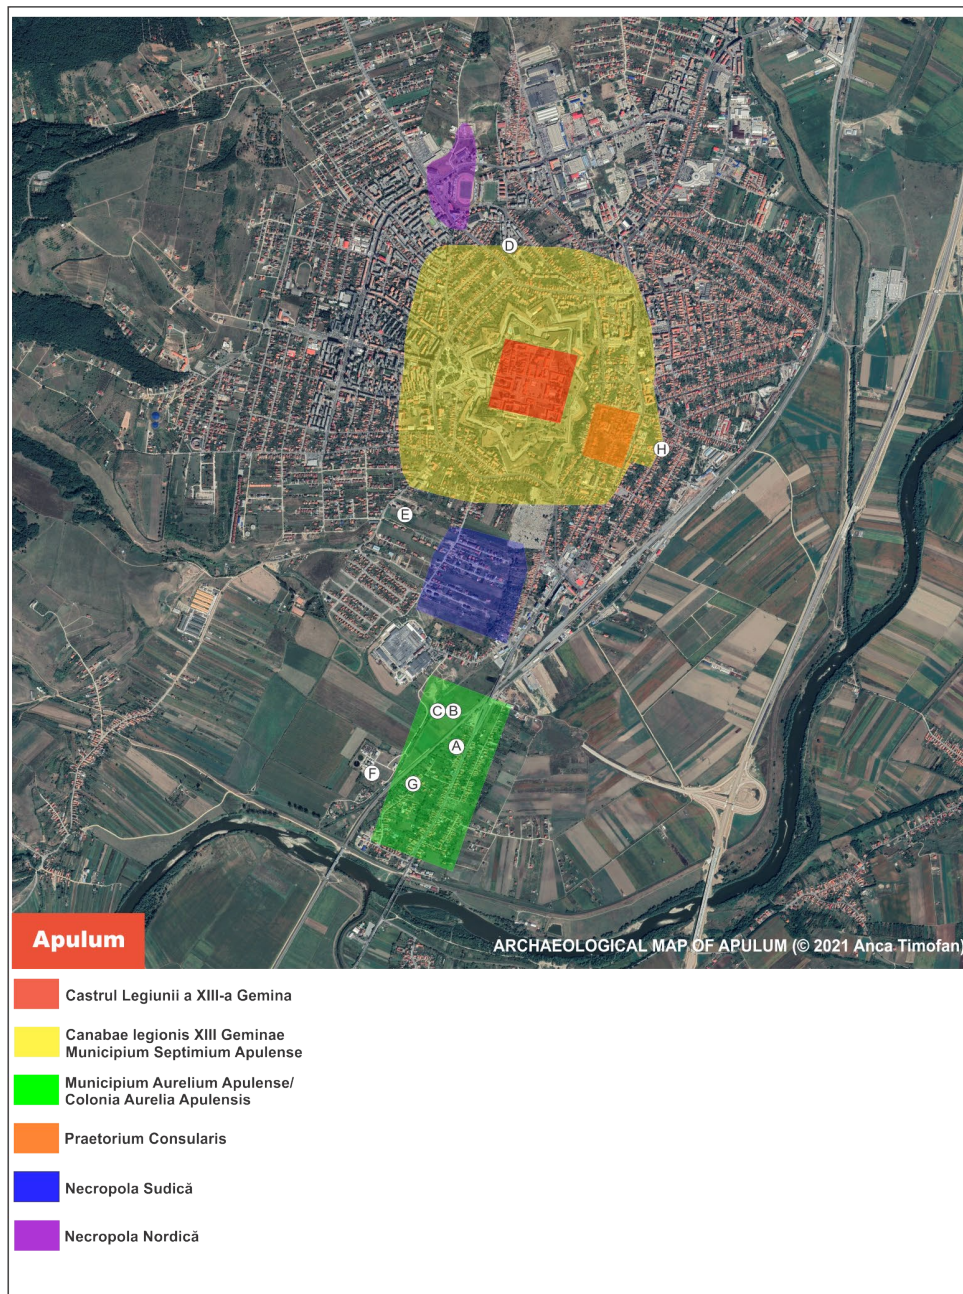 D
H
E
C B
A
F
G
Apulum
ARCHAEOLOGICAL MAP OF APULUM (© 2021 Anca Timofan)
Castrul Legiunii a XIII-a Gemina
Canabae legionis XIII Geminae
Municipium Septimium Apulense
Municipium Aurelium Apulense/
Colonia Aurelia Apulensis
Praetorium Consularis
Necropola Sudică
Necropola Nordică